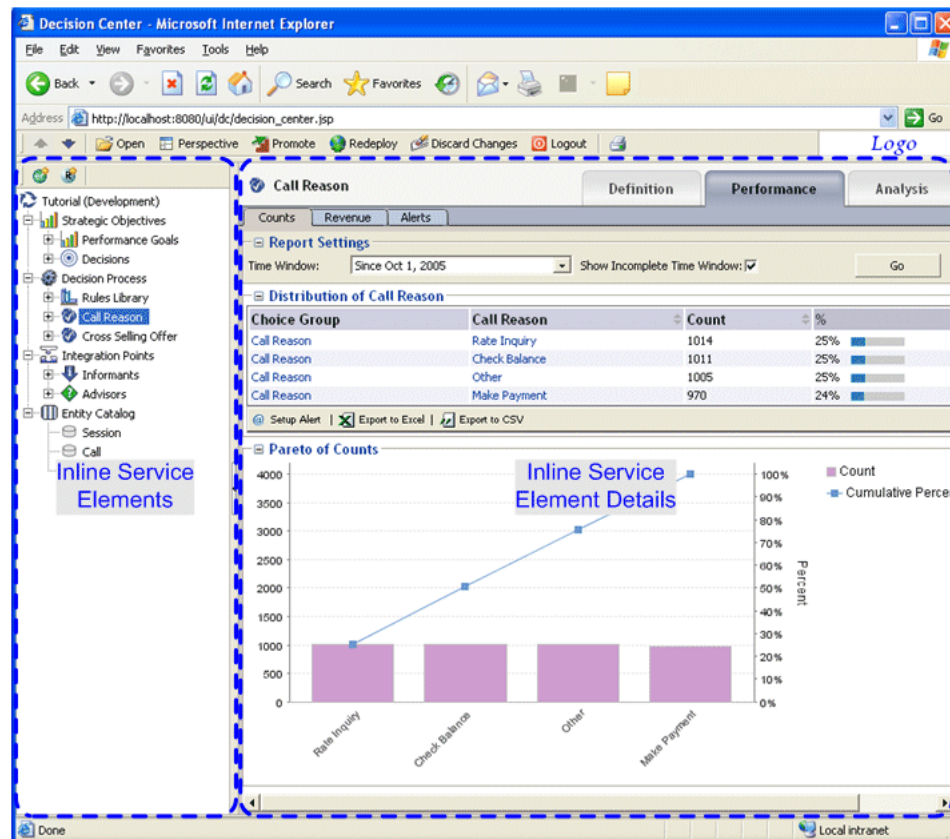 Decision Center - Microsoft Internet Explorer
File Edit View Favorites Tools Help
Back Search Favorites
Address http://localhost:8080/ui/dc/decision_center.jsp Go
Open Perspective Promote Redeploy Discard Changes Logout Logo
Tutorial (Development)
Strategic Objectives
Performance Goals
Decisions
Decision Process
Rules Library
Call Reason
Cross Selling Offer
Integration Points
Informants
Advisors
Entity Catalog
Session
Call
Inline Service
Elements
Call Reason Definition Performance Analysis
Counts Revenue Alerts
Report Settings
Time Window: Since Oct 1, 2005 Show Incomplete Time Window: Go
Distribution of Call Reason
Choice Group Call Reason Count %
Call Reason Rate Inquiry 1014 25%
Call Reason Check Balance 1011 25%
Call Reason Other 1005 25%
Call Reason Make Payment 970 24%
Setup Alert | Export to Excel | Export to CSV
Pareto of Counts
Inline Service
Element Details
4000
3500
3000
2500
2000
1500
1000
500
0
100%
90%
80%
70%
60%
50%
40%
30%
20%
10%
0%
Percent
Count
Cumulative Perce
Rate Inquiry
Check Balance
Other
Make Payment
Done Local intranet